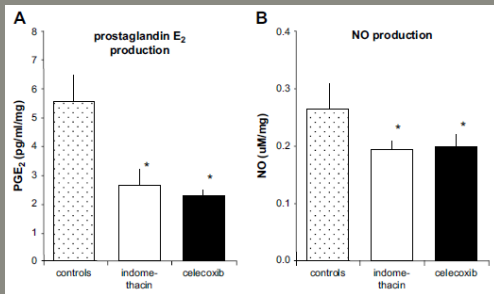 A
prostaglandin E2
production
PGE2 (pg/ml/mg)
8
7
6
5
4
3
2
1
0
*
*
controls
indome-
thacin
celecoxib
B
NO production
NO (uM/mg)
0.4
0.3
0.2
0.1
0.0
*
*
controls
indome-
thacin
celecoxib